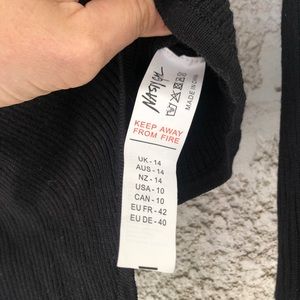 NASTY GAL
MADE IN CHINA
KEEP AWAY
FROM FIRE
UK - 14
AUS - 14
NZ - 14
USA - 10
CAN - 10
EU FR - 42
EU DE - 40